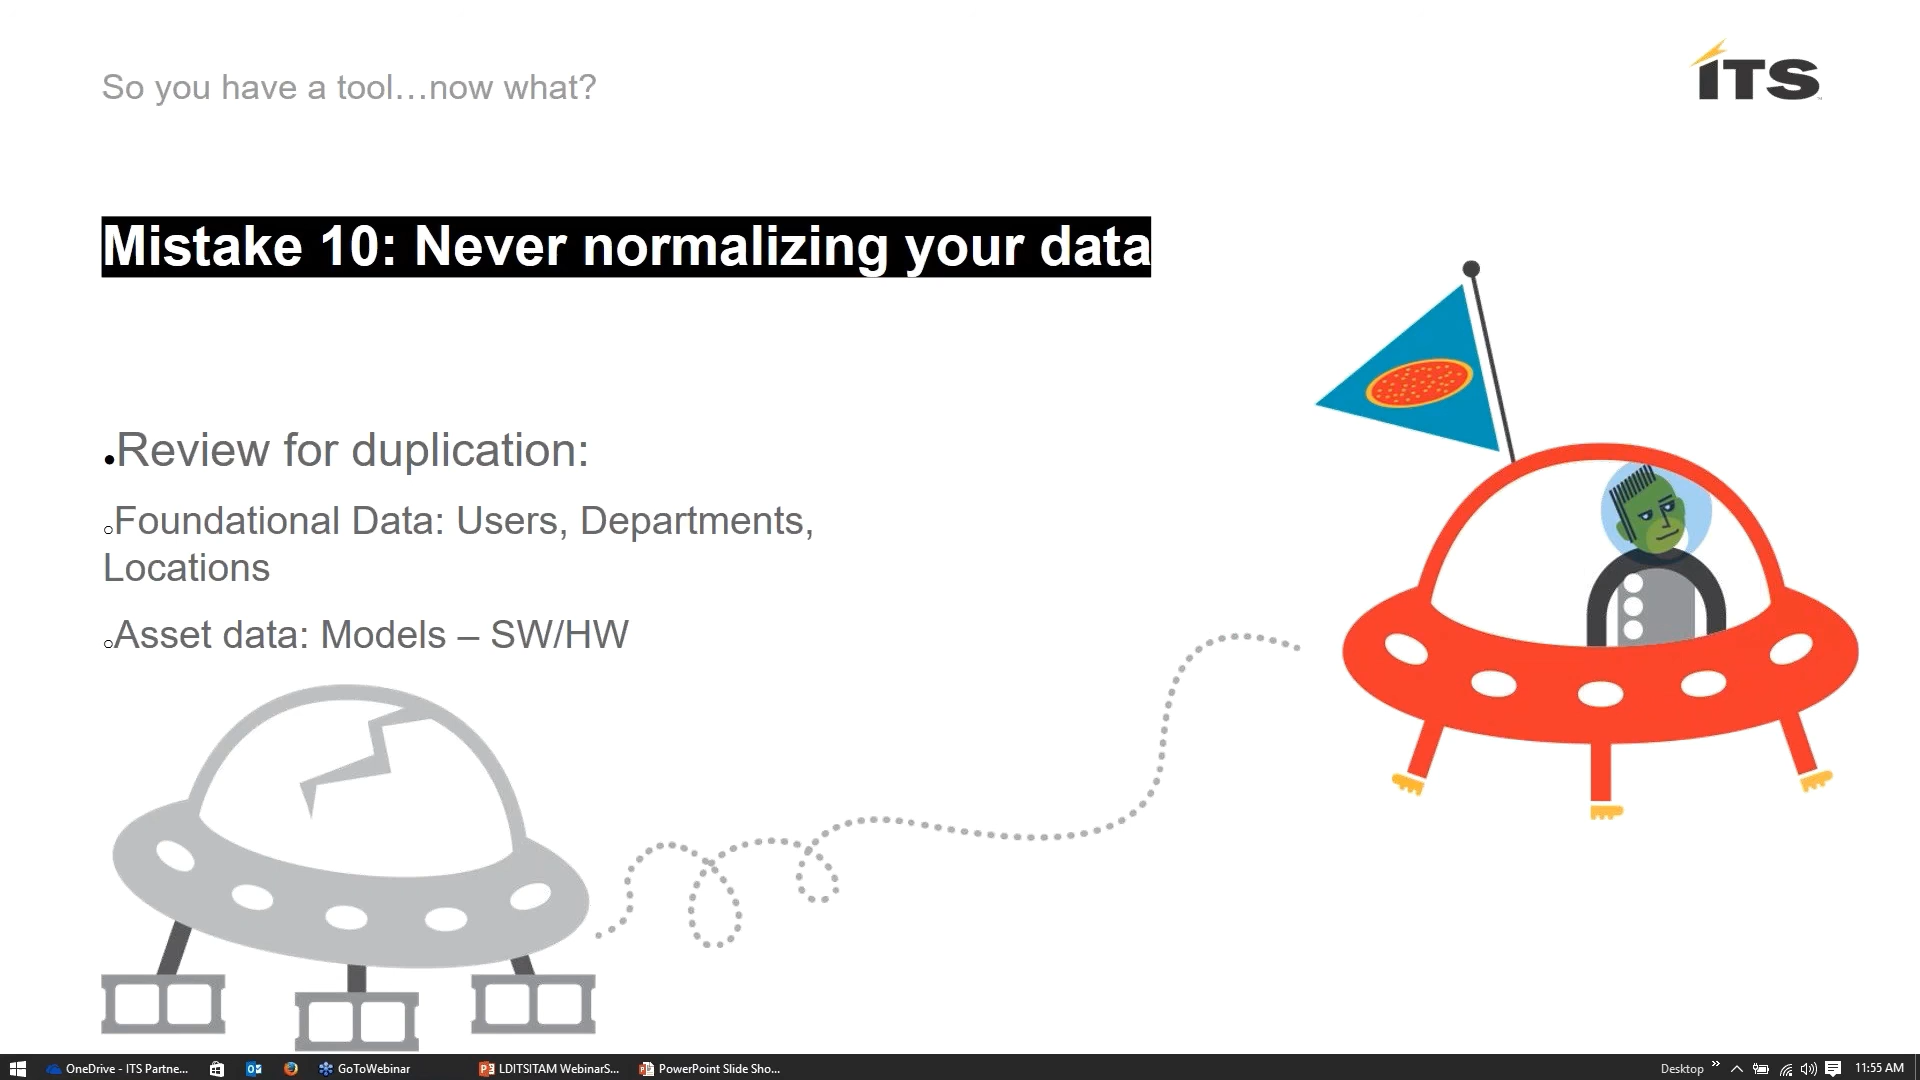 So you have a tool…now what?
ITS
Mistake 10: Never normalizing your data
•Review for duplication:
○Foundational Data: Users, Departments,
Locations
○Asset data: Models – SW/HW
OneDrive - ITS Partne...
GoToWebinar
LDITSITAM WebinarS...
PowerPoint Slide Sho...
Desktop
11:55 AM